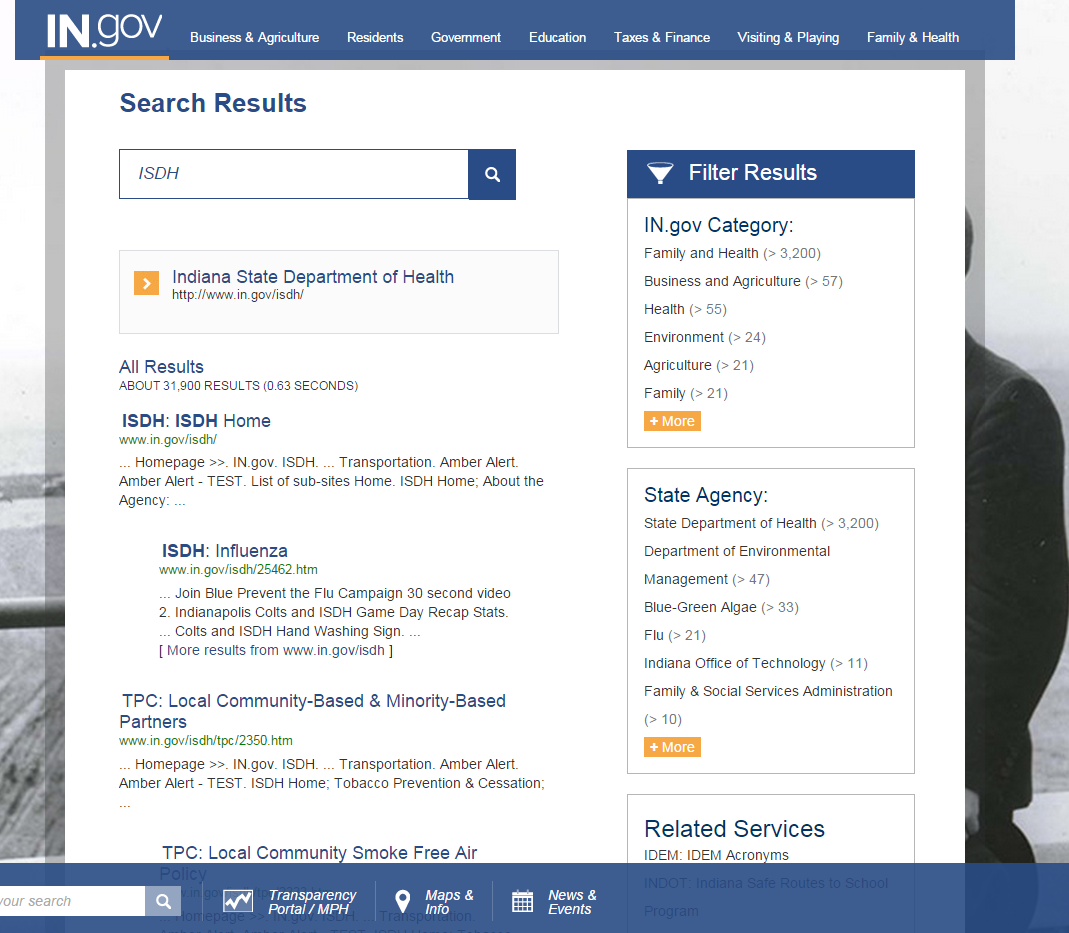 IN.gov
Business & Agriculture Residents Government Education Taxes & Finance Visiting & Playing Family & Health
Search Results
ISDH
Indiana State Department of Health
http://www.in.gov/isdh/
All Results
ABOUT 31,900 RESULTS (0.63 SECONDS)
ISDH: ISDH Home
www.in.gov/isdh/
... Homepage >>. IN.gov. ISDH. ... Transportation. Amber Alert.
Amber Alert - TEST. List of sub-sites Home. ISDH Home; About the
Agency: ...
ISDH: Influenza
www.in.gov/isdh/25462.htm
... Join Blue Prevent the Flu Campaign 30 second video
2. Indianapolis Colts and ISDH Game Day Recap Stats.
... Colts and ISDH Hand Washing Sign. ...
[ More results from www.in.gov/isdh ]
TPC: Local Community-Based & Minority-Based
Partners
www.in.gov/isdh/tpc/2350.htm
... Homepage >>. IN.gov. ISDH. ... Transportation. Amber Alert.
Amber Alert - TEST. ISDH Home; Tobacco Prevention & Cessation;
...
TPC: Local Community Smoke Free Air
Policy
Filter Results
IN.gov Category:
Family and Health (> 3,200)
Business and Agriculture (> 57)
Health (> 55)
Environment (> 24)
Agriculture (> 21)
Family (> 21)
+ More
State Agency:
State Department of Health (> 3,200)
Department of Environmental
Management (> 47)
Blue-Green Algae (> 33)
Flu (> 21)
Indiana Office of Technology (> 11)
Family & Social Services Administration
(> 10)
+ More
Related Services
IDEM: IDEM Acronyms
INDOT: Indiana Safe Routes to School
Program
your search
Transparency
Portal / MPH
Maps &
Info
News &
Events